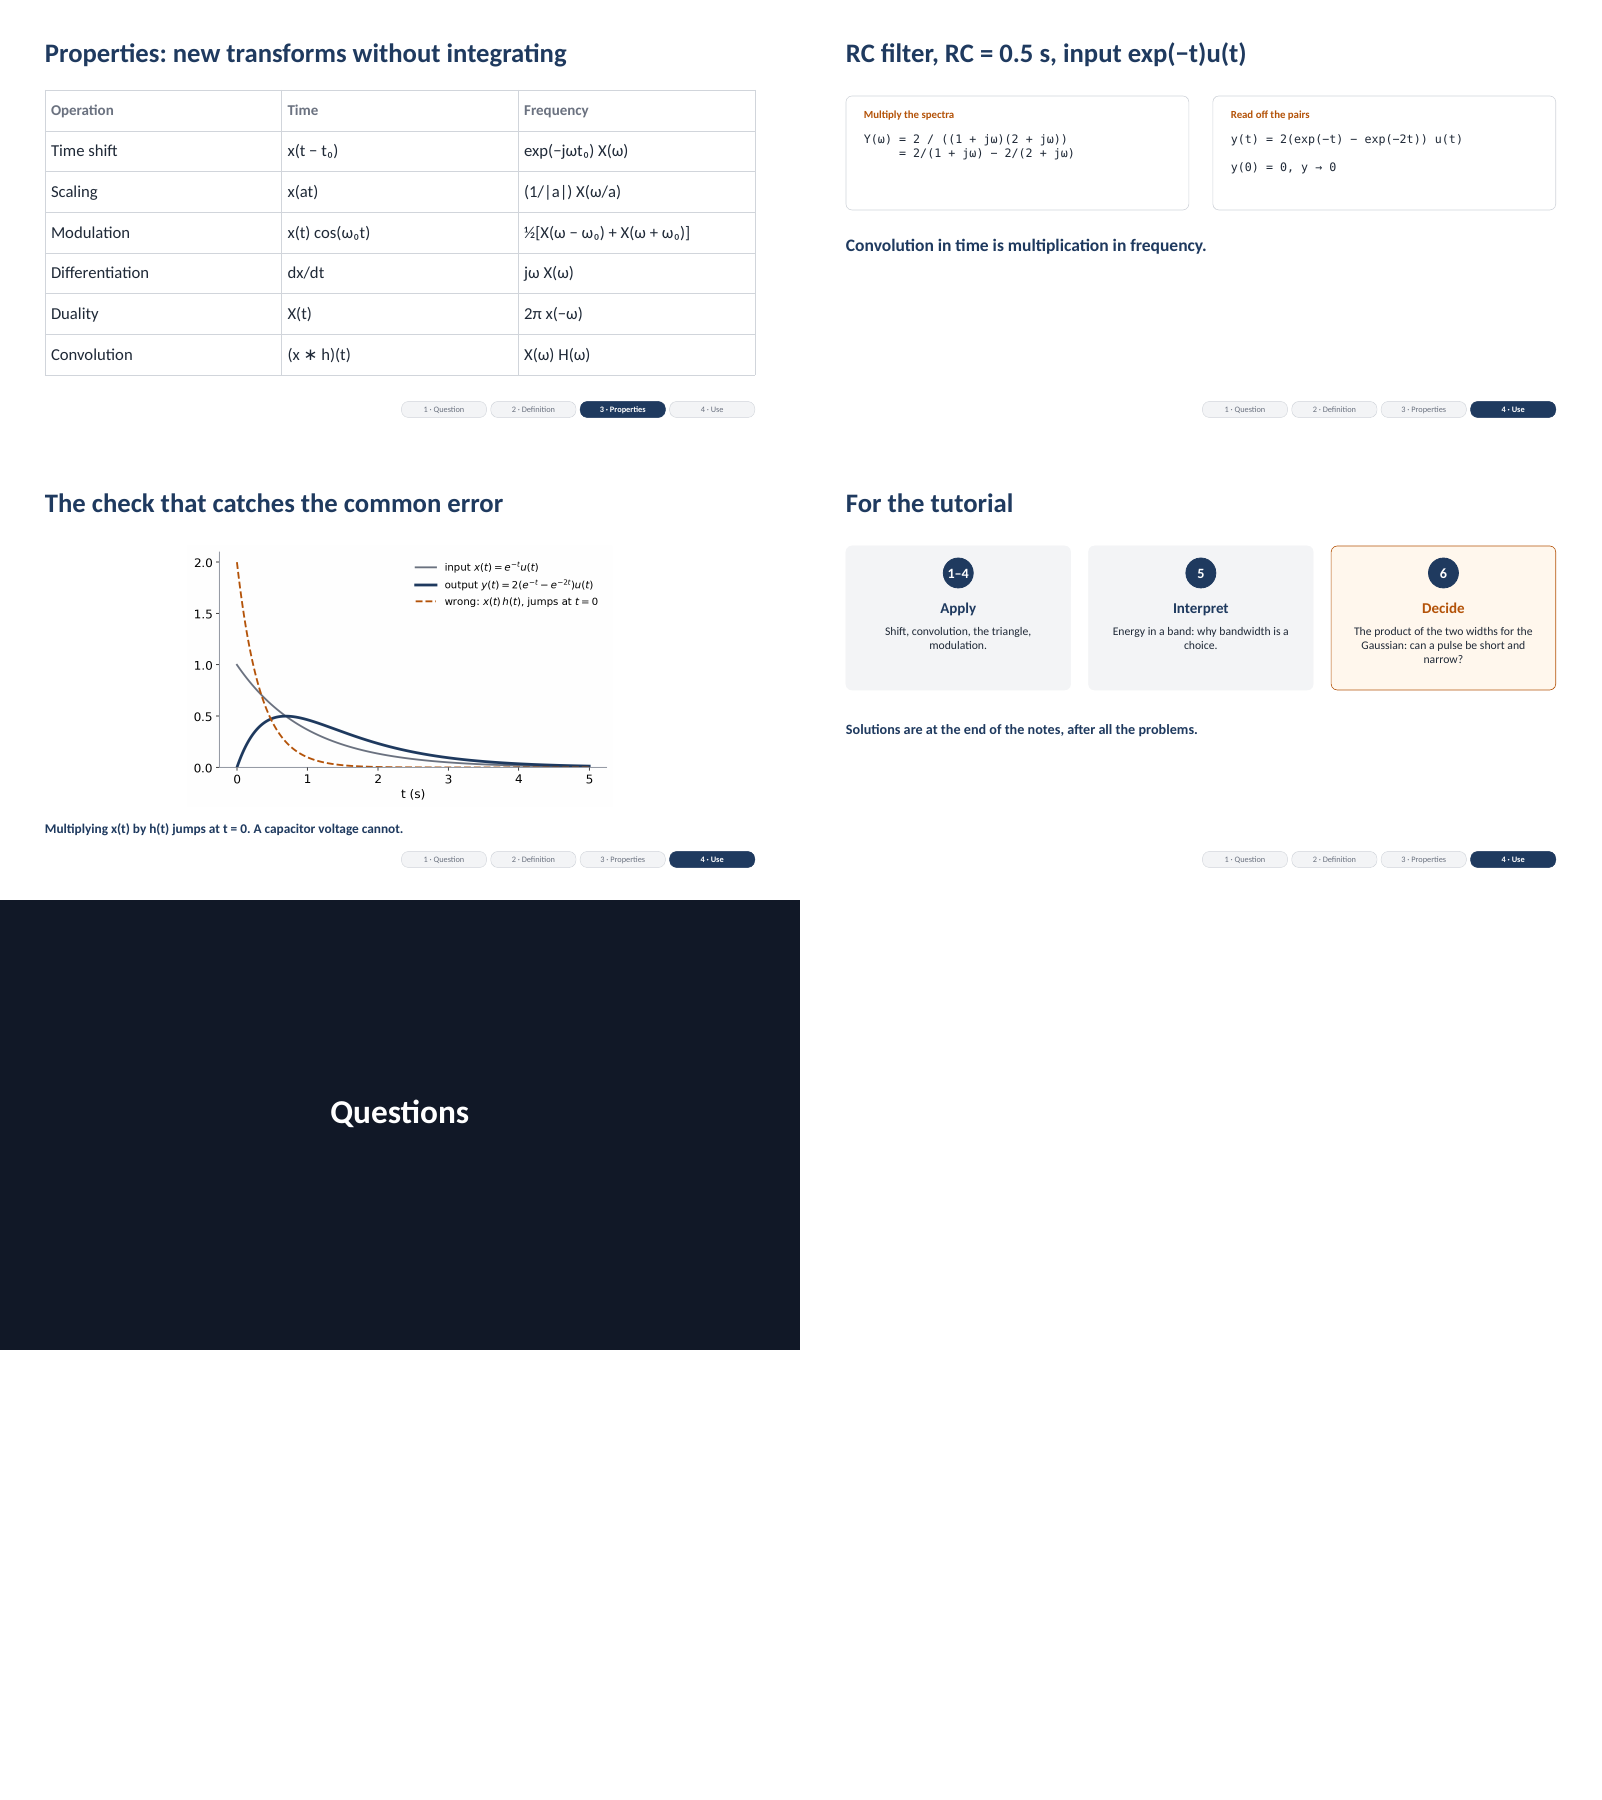 Properties: new transforms without integrating
Operation Time Frequency
Time shift x(t − t₀) exp(−jωt₀) X(ω)
Scaling x(at) (1/|a|) X(ω/a)
Modulation x(t) cos(ω₀t) ½[X(ω − ω₀) + X(ω + ω₀)]
Differentiation dx/dt jω X(ω)
Duality X(t) 2π x(−ω)
Convolution (x ∗ h)(t) X(ω) H(ω)
1 · Question 2 · Definition 3 · Properties 4 · Use
RC filter, RC = 0.5 s, input exp(−t)u(t)
Multiply the spectra
Y(ω) = 2 / ((1 + jω)(2 + jω))
= 2/(1 + jω) − 2/(2 + jω)
Read off the pairs
y(t) = 2(exp(−t) − exp(−2t)) u(t)
y(0) = 0, y → 0
Convolution in time is multiplication in frequency.
1 · Question 2 · Definition 3 · Properties 4 · Use
The check that catches the common error
2.0
1.5
1.0
0.5
0.0
0 1 2 3 4 5
t (s)
input x(t) = e⁻ᵗu(t)
output y(t) = 2(e⁻ᵗ − e⁻²ᵗ)u(t)
wrong: x(t) h(t), jumps at t = 0
Multiplying x(t) by h(t) jumps at t = 0. A capacitor voltage cannot.
1 · Question 2 · Definition 3 · Properties 4 · Use
For the tutorial
1–4
Apply
Shift, convolution, the triangle,
modulation.
5
Interpret
Energy in a band: why bandwidth is a
choice.
6
Decide
The product of the two widths for the
Gaussian: can a pulse be short and
narrow?
Solutions are at the end of the notes, after all the problems.
1 · Question 2 · Definition 3 · Properties 4 · Use
Questions